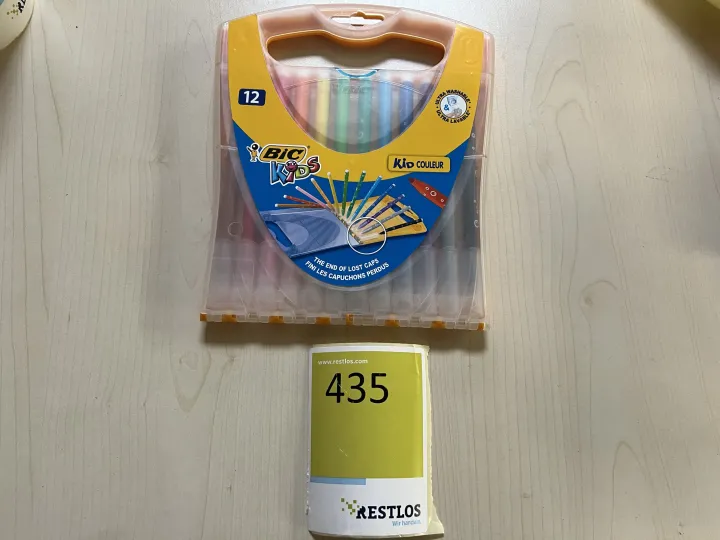 12
ULTRA WASHABLE*
ULTRA LAVABLE*
BIC
KIDS
KID COULEUR
THE END OF LOST CAPS
FINI LES CAPUCHONS PERDUS
www.restlos.com
435
RESTLOS
Wir handeln.